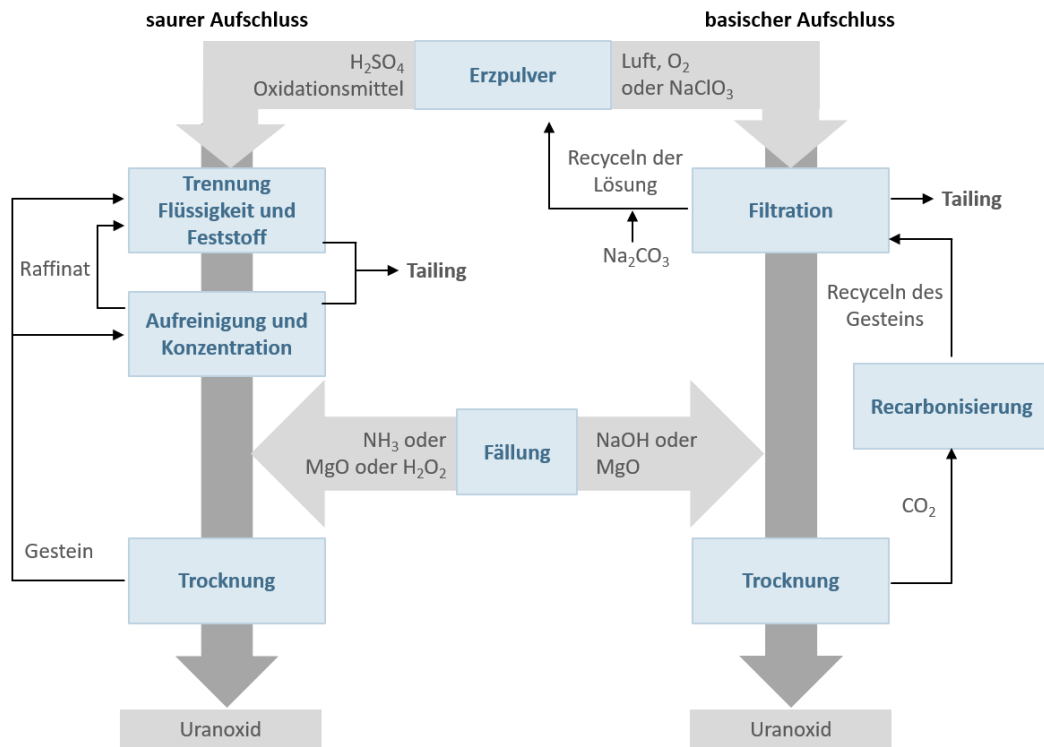 saurer Aufschluss
basischer Aufschluss
H₂SO₄
Oxidationsmittel
Erzpulver
Luft, O₂
oder NaClO₃
Recyceln der
Lösung
Na₂CO₃
Trennung
Flüssigkeit und
Feststoff
Filtration
Tailing
Raffinat
Tailing
Aufreinigung und
Konzentration
Recyceln des
Gesteins
Recarbonisierung
NH₃ oder
MgO oder H₂O₂
Fällung
NaOH oder
MgO
CO₂
Gestein
Trocknung
Trocknung
Uranoxid
Uranoxid